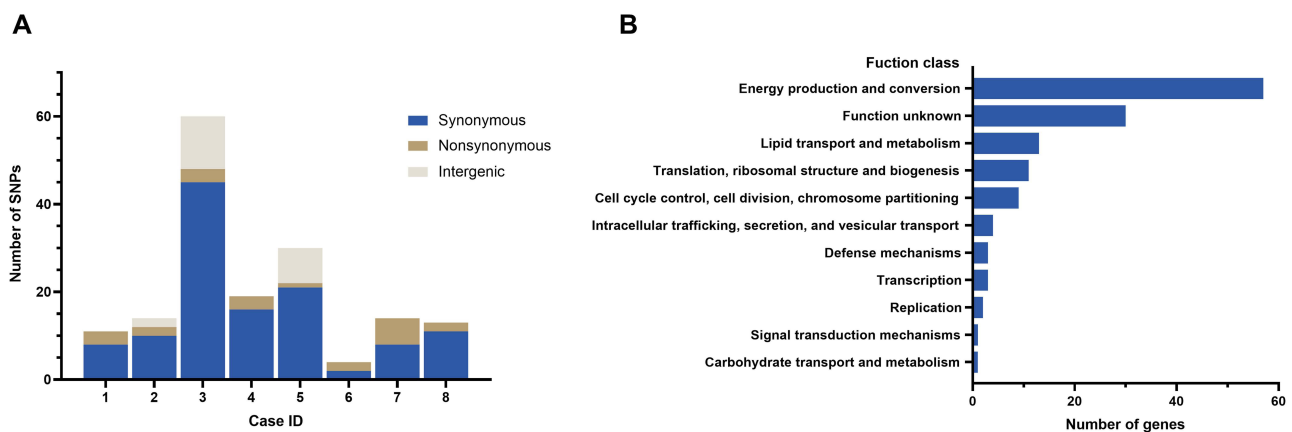 A
Number of SNPs
60
40
20
0
1 2 3 4 5 6 7 8
Case ID
Synonymous
Nonsynonymous
Intergenic
B
Fuction class
Energy production and conversion
Function unknown
Lipid transport and metabolism
Translation, ribosomal structure and biogenesis
Cell cycle control, cell division, chromosome partitioning
Intracellular trafficking, secretion, and vesicular transport
Defense mechanisms
Transcription
Replication
Signal transduction mechanisms
Carbohydrate transport and metabolism
0 20 40 60
Number of genes